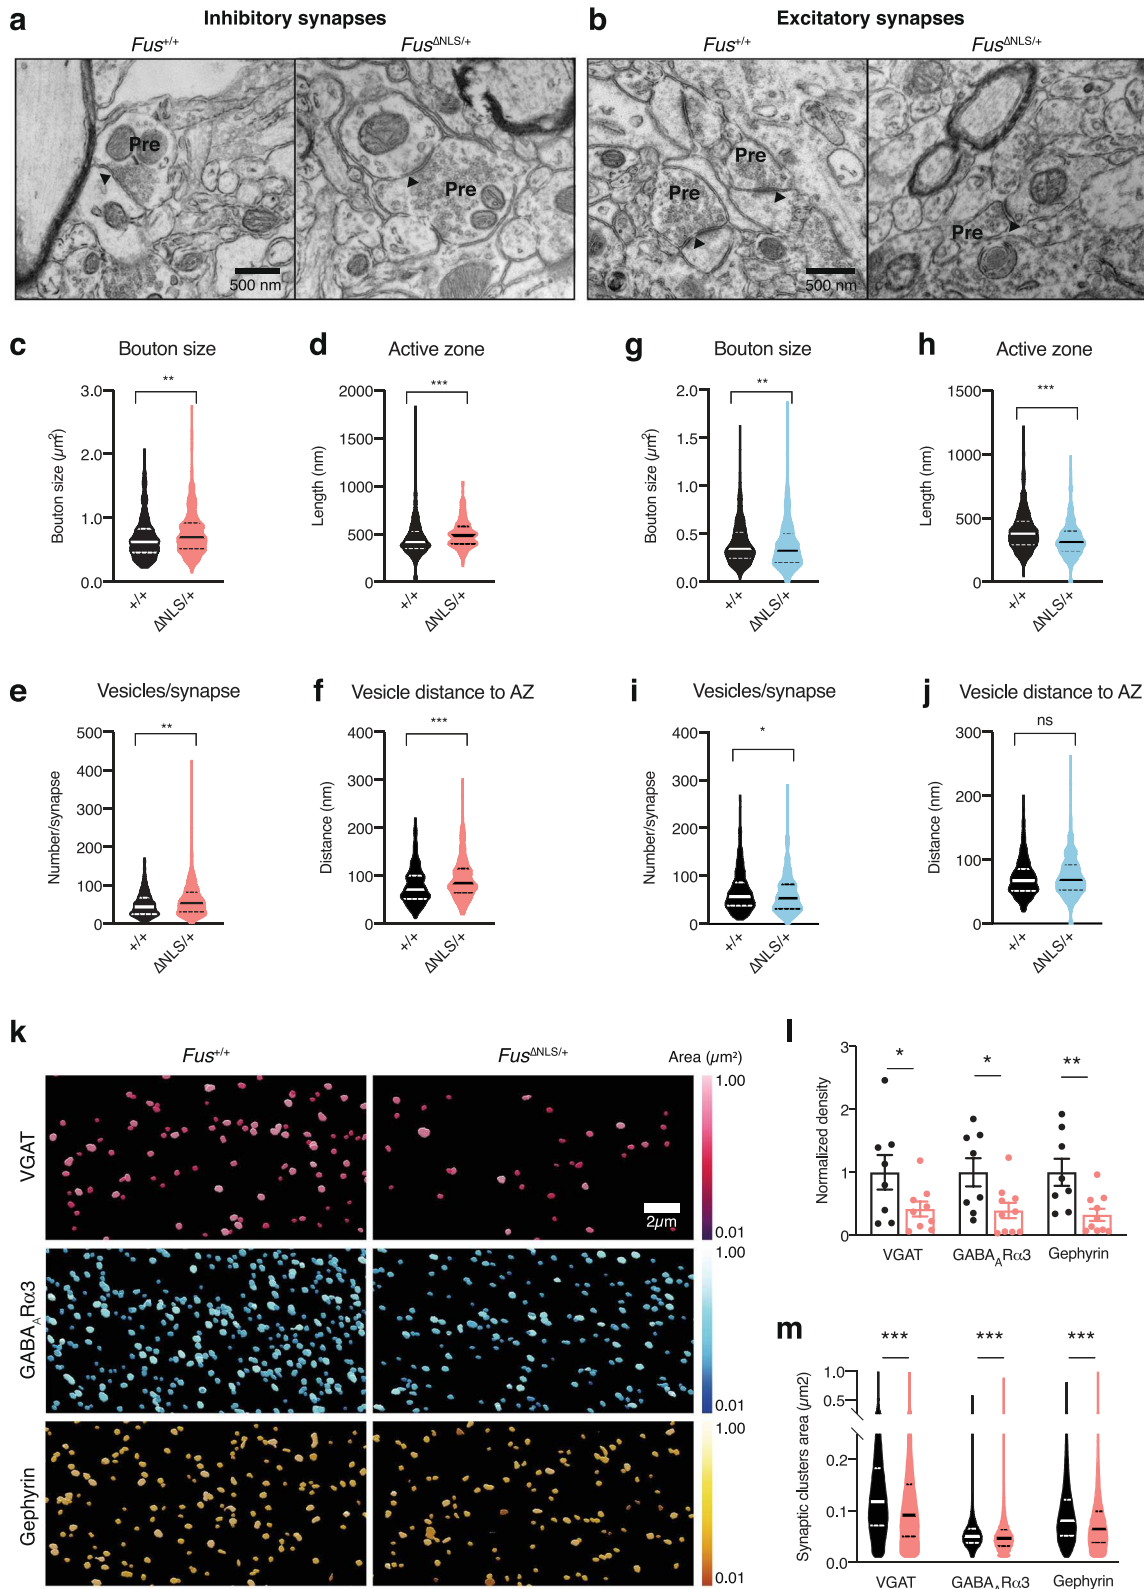 a Inhibitory synapses
Fus+/+ FusΔNLS/+
Pre
Pre
500 nm
b Excitatory synapses
Fus+/+ FusΔNLS/+
Pre
Pre
Pre
500 nm
c Bouton size
**
Bouton size (µm²)
3.0
2.0
1.0
0.0
+/+ ΔNLS/+
d Active zone
***
Length (nm)
2000
1500
1000
500
0
+/+ ΔNLS/+
g Bouton size
**
Bouton size (µm²)
2.0
1.5
1.0
0.5
0.0
+/+ ΔNLS/+
h Active zone
***
Length (nm)
1500
1000
500
0
+/+ ΔNLS/+
e Vesicles/synapse
**
Number/synapse
500
400
300
200
100
0
+/+ ΔNLS/+
f Vesicle distance to AZ
***
Distance (nm)
400
300
200
100
0
+/+ ΔNLS/+
i Vesicles/synapse
*
Number/synapse
400
300
200
100
0
+/+ ΔNLS/+
j Vesicle distance to AZ
ns
Distance (nm)
300
200
100
0
+/+ ΔNLS/+
k
Fus+/+ FusΔNLS/+ Area (µm²)
VGAT
1.00
0.01
2µm
GABAARα3
1.00
0.01
Gephyrin
1.00
0.01
l
Normalized density
3
2
1
0
* * **
VGAT GABAARα3 Gephyrin
m
*** *** ***
Synaptic clusters area (µm2)
1.0
0.5
0.2
0.1
0.0
VGAT GABAARα3 Gephyrin